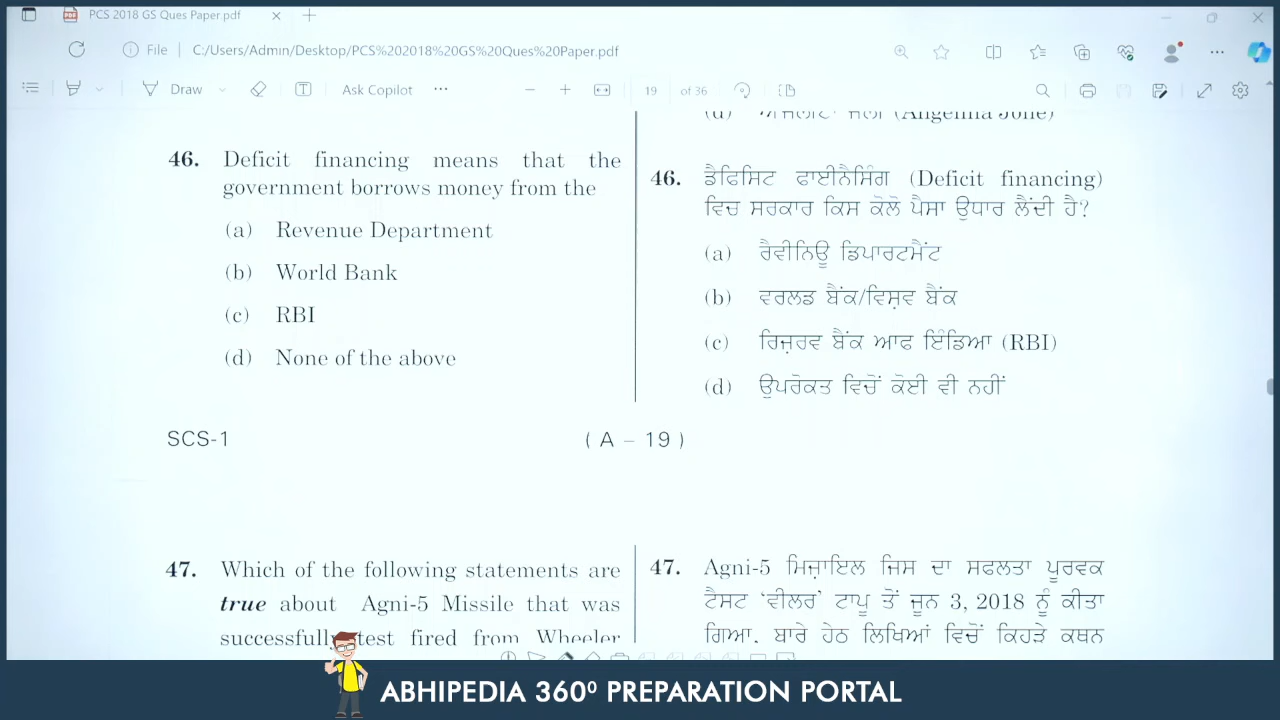 PCS 2018 GS Ques Paper.pdf
File
C:/Users/Admin/Desktop/PCS%202018%20GS%20Ques%20Paper.pdf
Draw
Ask Copilot
19 of 36
46. Deficit financing means that the
government borrows money from the
(a) Revenue Department
(b) World Bank
(c) RBI
(d) None of the above
46. ਡੈਫਿਸਿਟ ਫਾਈਨੈਸਿੰਗ (Deficit financing)
ਵਿਚ ਸਰਕਾਰ ਕਿਸ ਕੋਲੋ ਪੈਸਾ ਉਧਾਰ ਲੈਂਦੀ ਹੈ?
(a) ਰੈਵੀਨਿਊ ਡਿਪਾਰਟਮੈਂਟ
(b) ਵਰਲਡ ਬੈਂਕ/ਵਿਸ਼ਵ ਬੈਂਕ
(c) ਰਿਜ਼ਰਵ ਬੈਂਕ ਆਫ ਇੰਡਿਆ (RBI)
(d) ਉਪਰੋਕਤ ਵਿਚੋਂ ਕੋਈ ਵੀ ਨਹੀਂ
SCS-1
( A – 19 )
47. Which of the following statements are
true about Agni-5 Missile that was
successfully test fired from Wheeler
47. Agni-5 ਮਿਜ਼ਾਇਲ ਜਿਸ ਦਾ ਸਫਲਤਾ ਪੂਰਵਕ
ਟੈਸਟ ‘ਵੀਲਰ’ ਟਾਪੂ ਤੋਂ ਜੂਨ 3, 2018 ਨੂੰ ਕੀਤਾ
ਗਿਆ, ਬਾਰੇ ਹੇਠ ਲਿਖਿਆਂ ਵਿਚੋਂ ਕਿਹੜੇ ਕਥਨ
ABHIPEDIA 360⁰ PREPARATION PORTAL